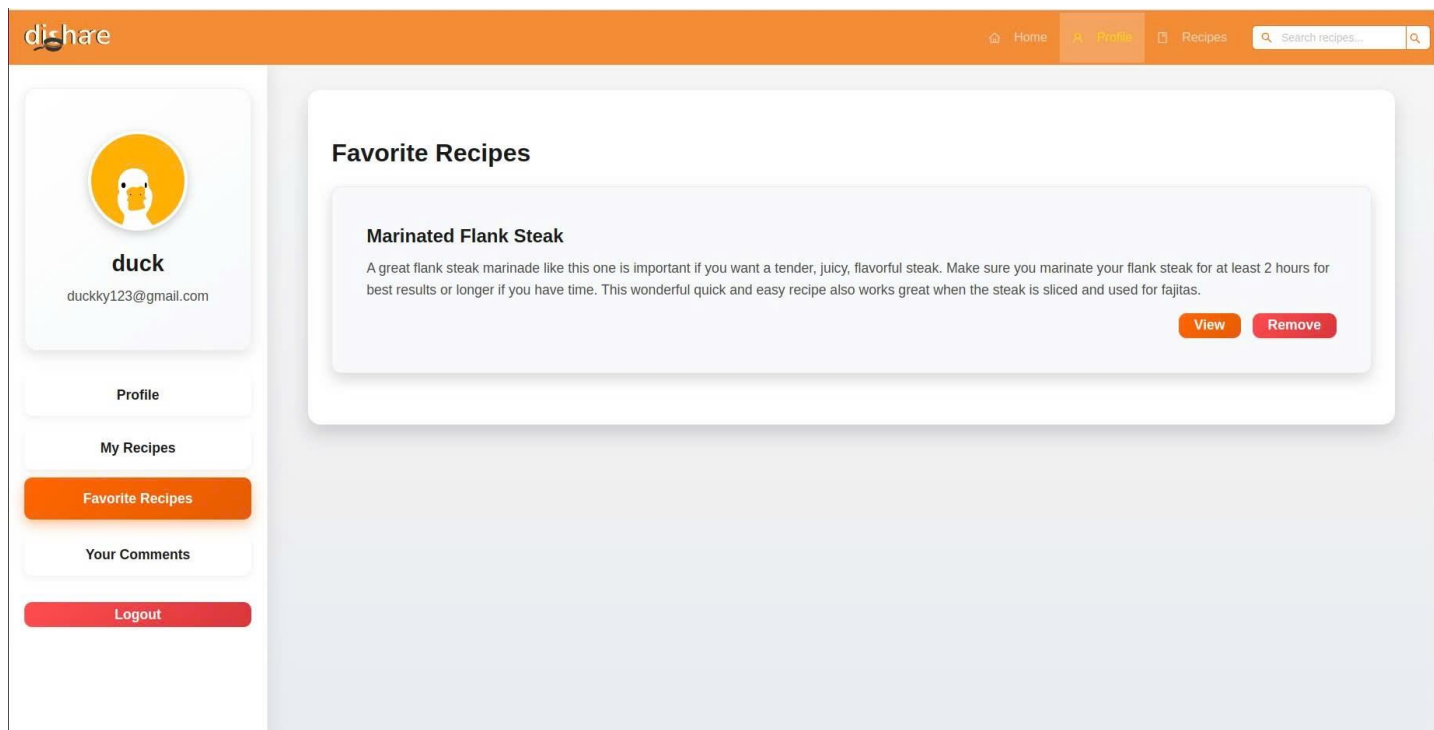 dishare
Home Profile Recipes Search recipes...
duck
duckky123@gmail.com
Profile
My Recipes
Favorite Recipes
Your Comments
Logout
Favorite Recipes
Marinated Flank Steak
A great flank steak marinade like this one is important if you want a tender, juicy, flavorful steak. Make sure you marinate your flank steak for at least 2 hours for
best results or longer if you have time. This wonderful quick and easy recipe also works great when the steak is sliced and used for fajitas.
View Remove